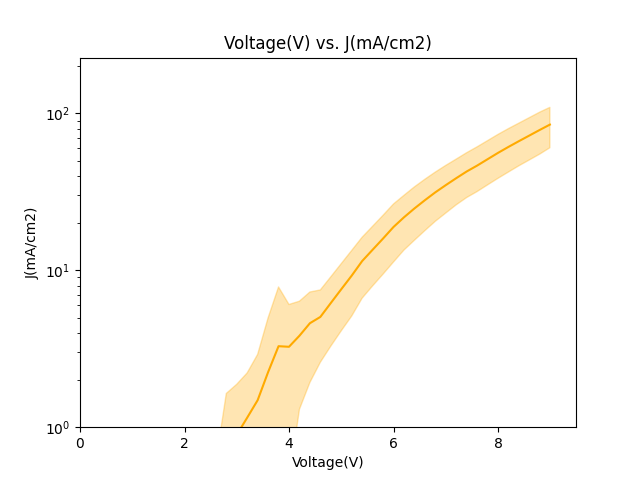 Voltage(V) vs. J(mA/cm2)
J(mA/cm2)
10²
10¹
10⁰
0 2 4 6 8
Voltage(V)